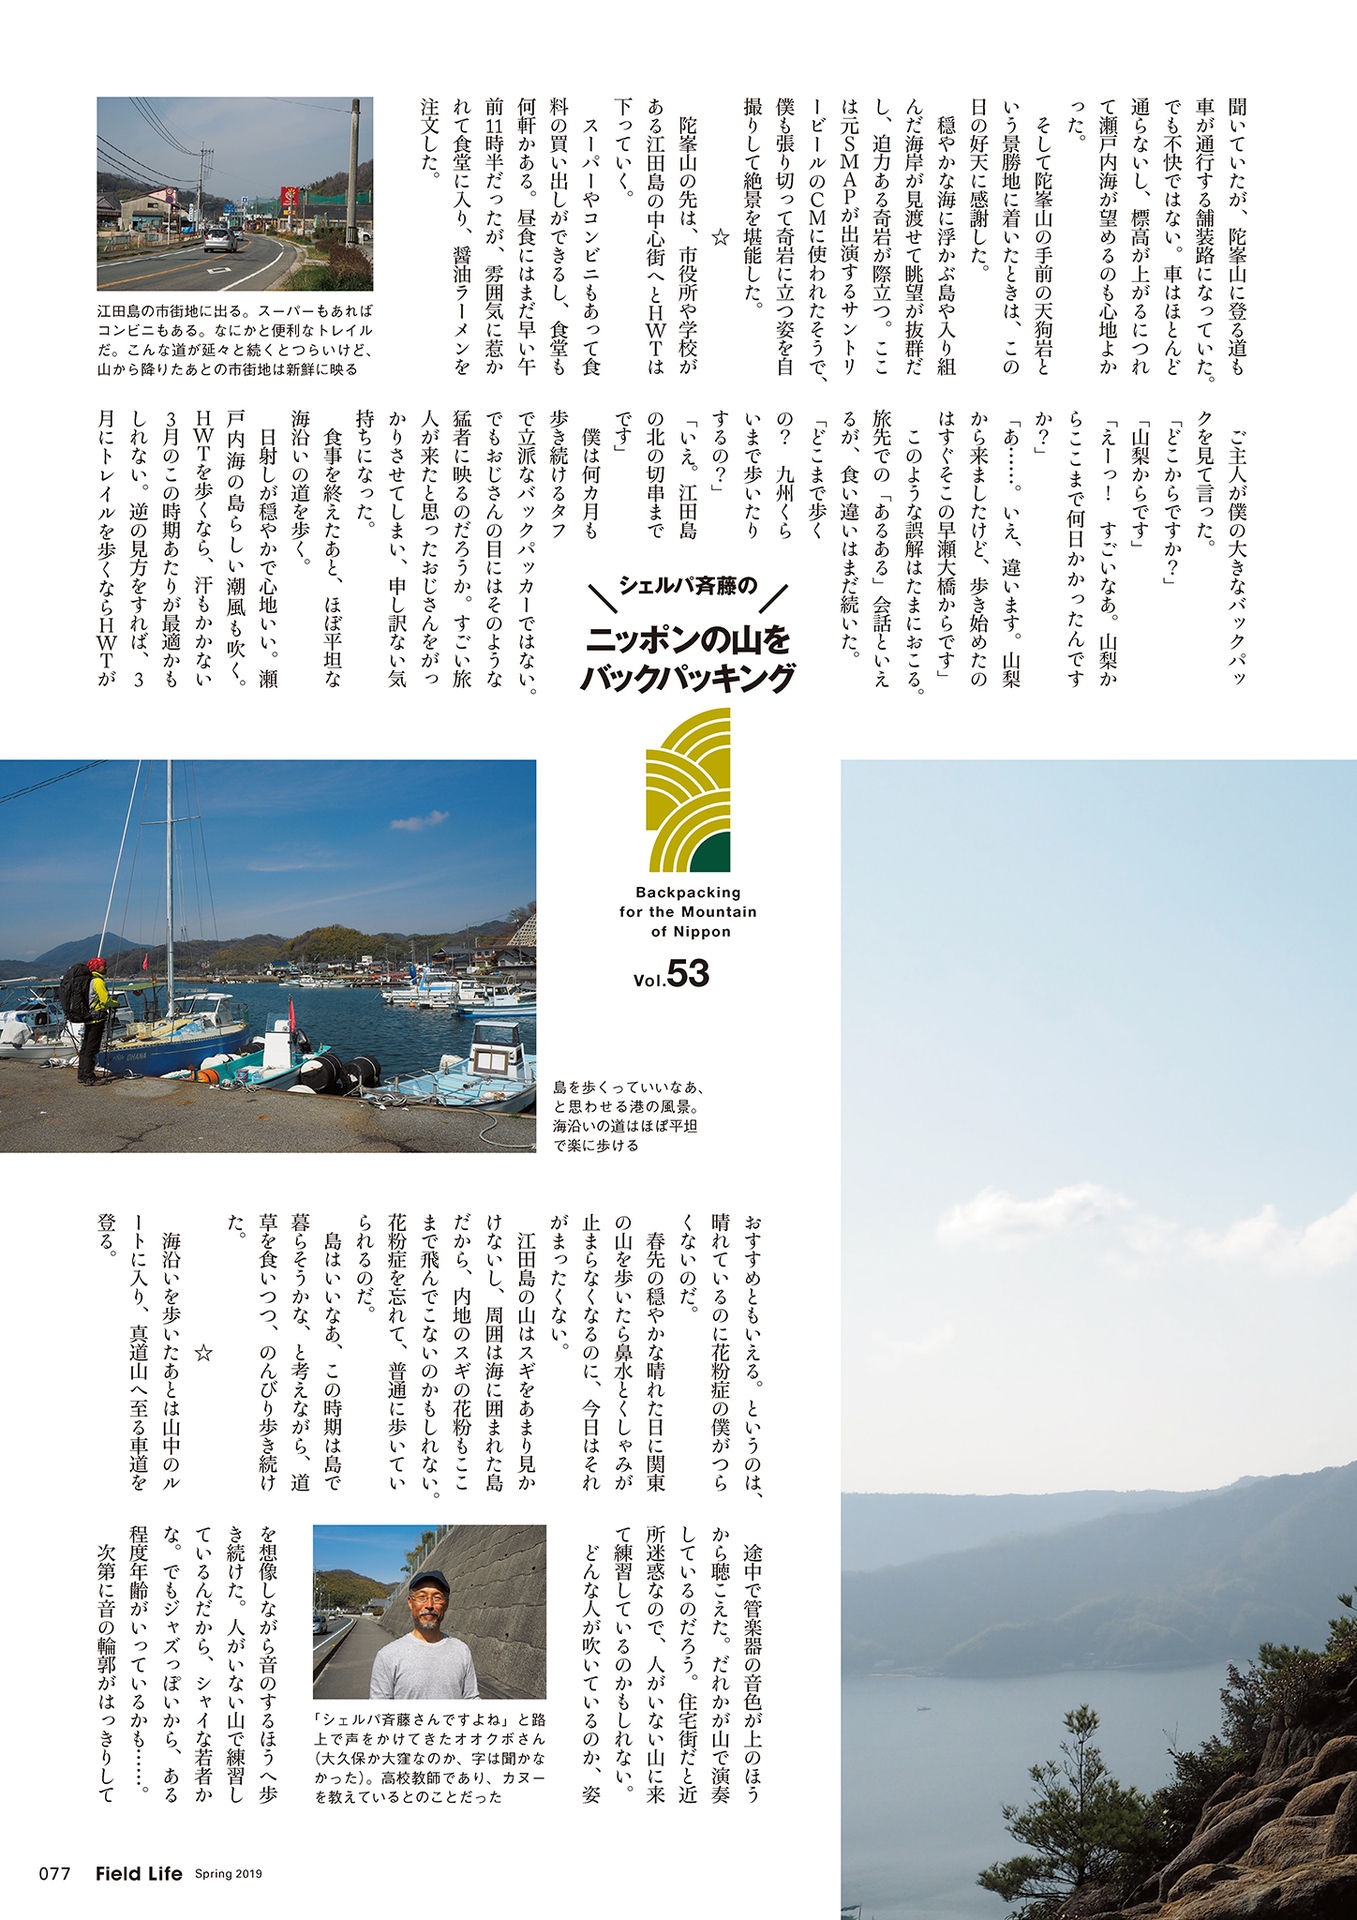 聞いていたが、陀峯山に登る道も
車が通行する舗装路になっていた。
でも不快ではない。車はほとんど
通らないし、標高が上がるにつれ
て瀬戸内海が望めるのも心地よか
った。
そして陀峯山の手前の天狗岩と
いう景勝地に着いたときは、この
日の好天に感謝した。
穏やかな海に浮かぶ島や入り組
んだ海岸が見渡せて眺望が抜群だ
し、迫力ある奇岩が際立つ。ここ
は元SMAPが出演するサントリ
ービールのCMに使われたそうで、
僕も張り切って奇岩に立つ姿を自
撮りして絶景を堪能した。
☆
陀峯山の先は、市役所や学校が
ある江田島の中心街へとHWTは
下っていく。
スーパーやコンビニもあって食
料の買い出しができるし、食堂も
何軒かある。昼食にはまだ早い午
前11時半だったが、雰囲気に惹か
れて食堂に入り、醤油ラーメンを
注文した。
江田島の市街地に出る。スーパーもあれば
コンビニもある。なにかと便利なトレイル
だ。こんな道が延々と続くとつらいけど、
山から降りたあとの市街地は新鮮に映る
ご主人が僕の大きなバックパッ
クを見て言った。
「どこからですか？」
「山梨からです」
「えーっ！　すごいなあ。山梨か
らここまで何日かかったんです
か？」
「あ……。いえ、違います。山梨
から来ましたけど、歩き始めたの
はすぐそこの早瀬大橋からです」
このような誤解はたまにおこる。
旅先での「あるある」会話といえ
るが、食い違いはまだ続いた。
「どこまで歩く
の？　九州くら
いまで歩いたり
するの？」
「いえ。江田島
の北の切串まで
です」
僕は何カ月も
歩き続けるタフ
で立派なバックパッカーではない。
でもおじさんの目にはそのような
猛者に映るのだろうか。すごい旅
人が来たと思ったおじさんをがっ
かりさせてしまい、申し訳ない気
持ちになった。
食事を終えたあと、ほぼ平坦な
海沿いの道を歩く。
日射しが穏やかで心地いい。瀬
戸内海の島らしい潮風も吹く。
HWTを歩くなら、汗もかかない
3月のこの時期あたりが最適かも
しれない。逆の見方をすれば、3
月にトレイルを歩くならHWTが
シェルパ斉藤の
ニッポンの山を
バックパッキング
Backpacking
for the Mountain
of Nippon
Vol.53
OHANA
島を歩くっていいなあ、
と思わせる港の風景。
海沿いの道はほぼ平坦
で楽に歩ける
おすすめともいえる。というのは、
晴れているのに花粉症の僕がつら
くないのだ。
春先の穏やかな晴れた日に関東
の山を歩いたら鼻水とくしゃみが
止まらなくなるのに、今日はそれ
がまったくない。
江田島の山はスギをあまり見か
けないし、周囲は海に囲まれた島
だから、内地のスギの花粉もここ
まで飛んでこないのかもしれない。
花粉症を忘れて、普通に歩いてい
られるのだ。
島はいいなあ、この時期は島で
暮らそうかな、と考えながら、道
草を食いつつ、のんびり歩き続け
た。
☆
海沿いを歩いたあとは山中のル
ートに入り、真道山へ至る車道を
登る。
途中で管楽器の音色が上のほう
から聴こえた。だれかが山で演奏
しているのだろう。住宅街だと近
所迷惑なので、人がいない山に来
て練習しているのかもしれない。
どんな人が吹いているのか、姿
を想像しながら音のするほうへ歩
き続けた。人がいない山で練習し
ているんだから、シャイな若者か
な。でもジャズっぽいから、ある
程度年齢がいっているかも……。
次第に音の輪郭がはっきりして
「シェルパ斉藤さんですよね」と路
上で声をかけてきたオオクボさん
（大久保か大窪なのか、字は聞かな
かった）。高校教師であり、カヌー
を教えているとのことだった
077 Field Life Spring 2019